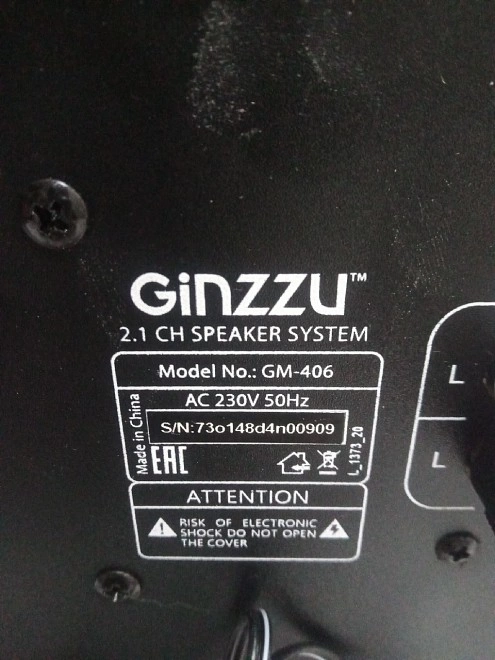 GiNZZU™
2.1 CH SPEAKER SYSTEM
Model No.: GM-406
AC 230V 50Hz
S/N:73o148d4n00909
Made in China
EAC
L_1373_20
ATTENTION
RISK OF ELECTRONIC
SHOCK DO NOT OPEN
THE COVER
L
L